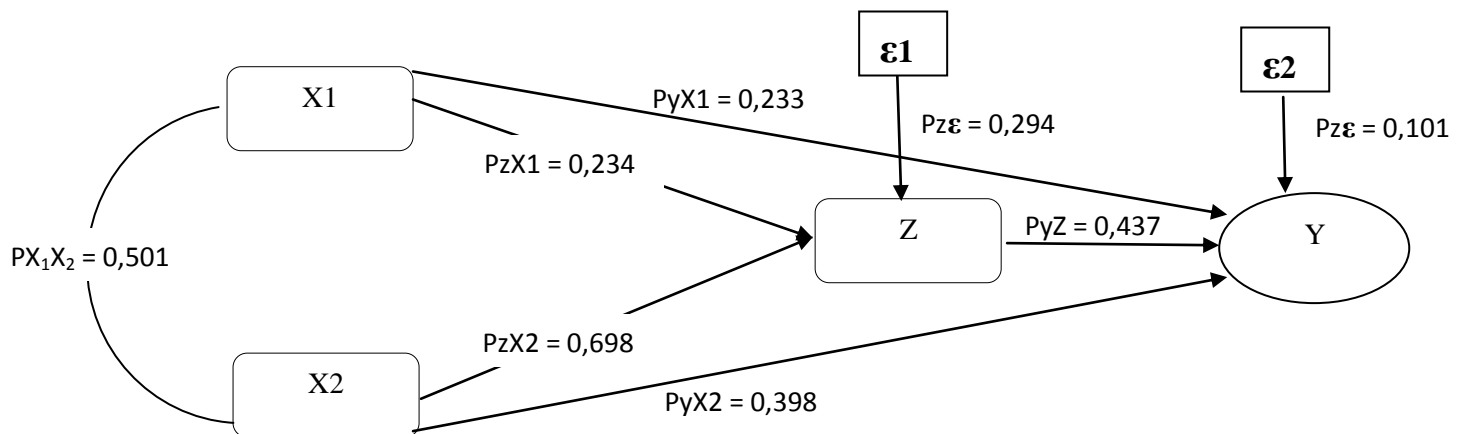 ε1
ε2
X1
PyX1 = 0,233
Pzε = 0,294
Pzε = 0,101
PzX1 = 0,234
Z
PyZ = 0,437
Y
PX₁X₂ = 0,501
PzX2 = 0,698
X2
PyX2 = 0,398